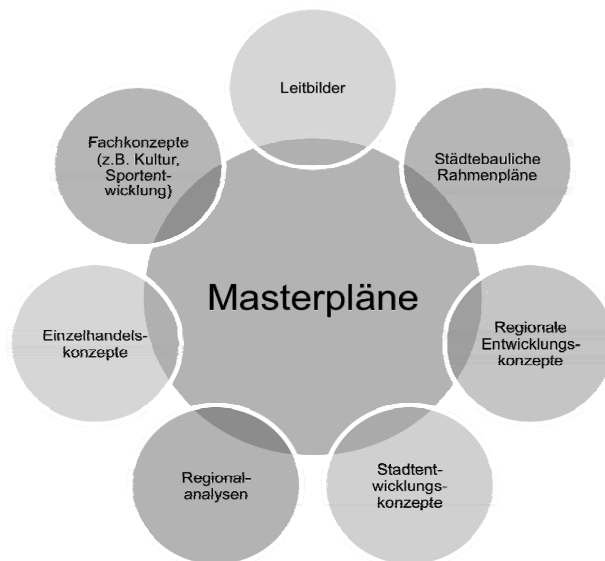 Leitbilder
Städtebauliche
Rahmenpläne
Regionale
Entwicklungs-
konzepte
Stadtent-
wicklungs-
konzepte
Regional-
analysen
Einzelhandels-
konzepte
Fachkonzepte
(z.B. Kultur,
Sportent-
wicklung)
Masterpläne